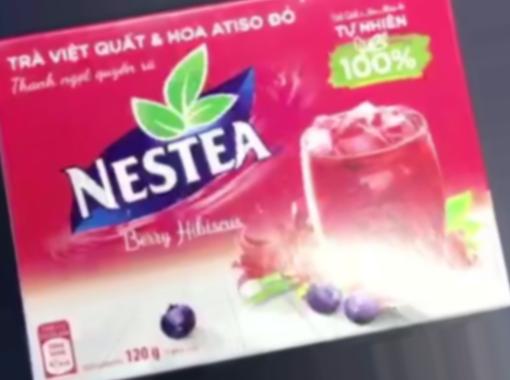 TRÀ VIỆT QUẤT & HOA ATISO ĐỎ
Thanh ngọt quyến rũ
TỰ NHIÊN
100%
NESTEA
Berry Hibiscus
120 g